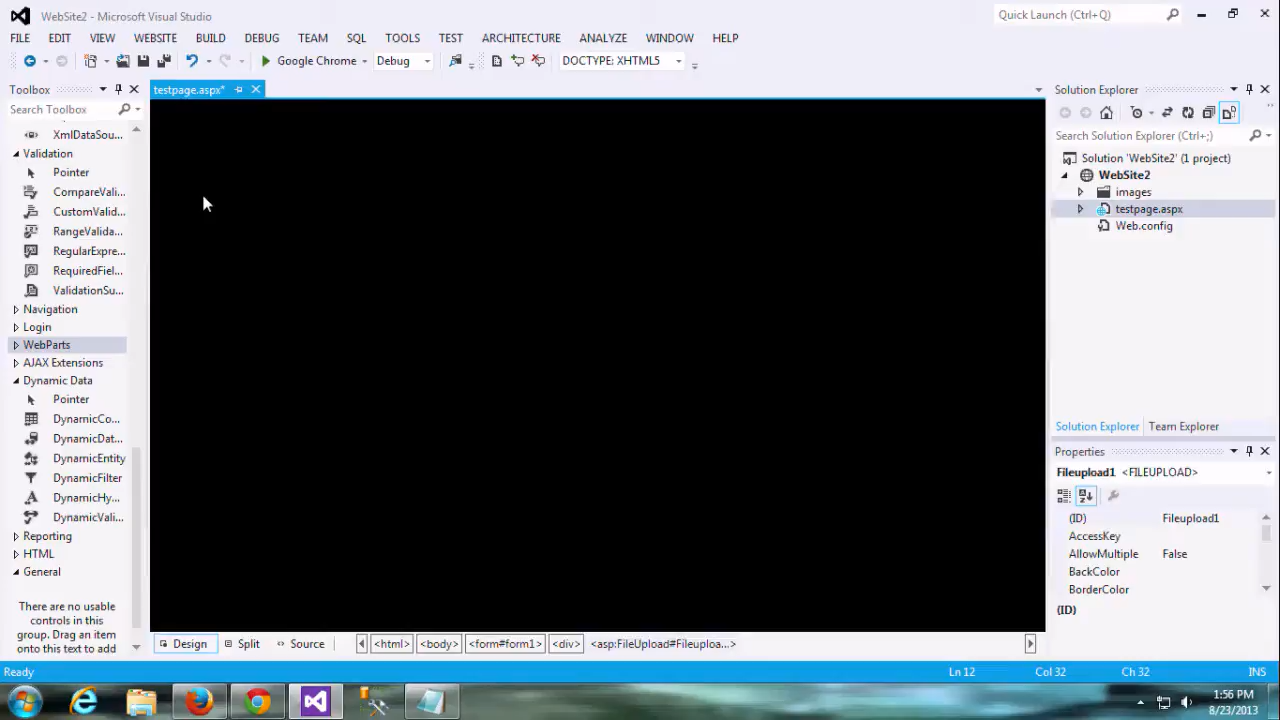 WebSite2 - Microsoft Visual Studio
Quick Launch (Ctrl+Q)
FILE EDIT VIEW WEBSITE BUILD DEBUG TEAM SQL TOOLS TEST ARCHITECTURE ANALYZE WINDOW HELP
Google Chrome Debug DOCTYPE: XHTML5
Toolbox
Search Toolbox
XmlDataSou...
Validation
Pointer
CompareVali...
CustomValid...
RangeValida...
RegularExpre...
RequiredFiel...
ValidationSu...
Navigation
Login
WebParts
AJAX Extensions
Dynamic Data
Pointer
DynamicCo...
DynamicDat...
DynamicEntity
DynamicFilter
DynamicHy...
DynamicVali...
Reporting
HTML
General
There are no usable
controls in this
group. Drag an item
onto this text to add
testpage.aspx*
Design Split Source <html> <body> <form#form1> <div> <asp:FileUpload#Fileuploa...>
Solution Explorer
Search Solution Explorer (Ctrl+;)
Solution 'WebSite2' (1 project)
WebSite2
images
testpage.aspx
Web.config
Solution Explorer Team Explorer
Properties
Fileupload1 <FILEUPLOAD>
(ID) Fileupload1
AccessKey
AllowMultiple False
BackColor
BorderColor
(ID)
Ready Ln 12 Col 32 Ch 32 INS
1:56 PM
8/23/2013